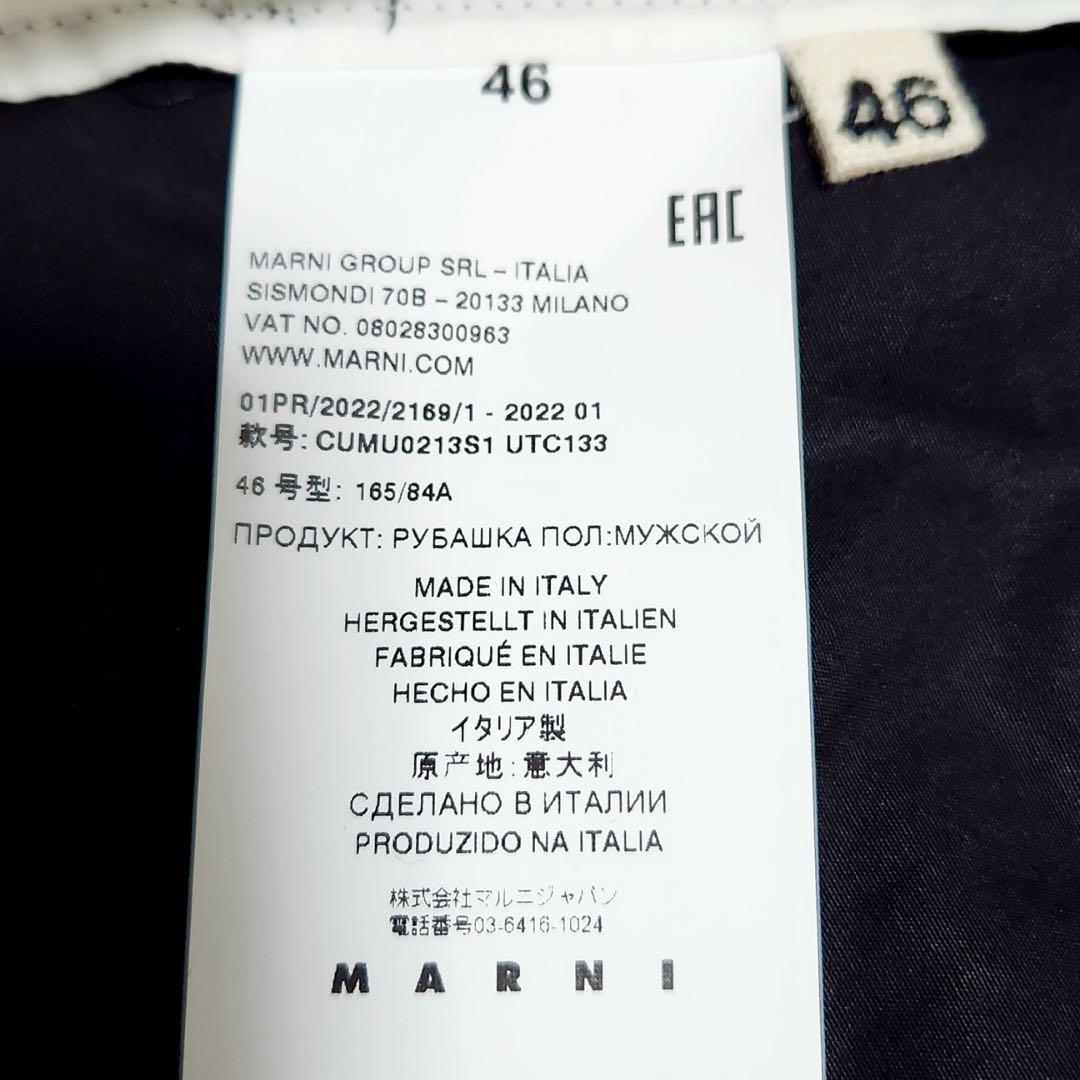 46
46
EAC
MARNI GROUP SRL – ITALIA
SISMONDI 70B – 20133 MILANO
VAT NO. 08028300963
WWW.MARNI.COM
01PR/2022/2169/1 - 2022 01
款号: CUMU0213S1 UTC133
46 号型: 165/84A
ПРОДУКТ: РУБАШКА ПОЛ:МУЖСКОЙ
MADE IN ITALY
HERGESTELLT IN ITALIEN
FABRIQUÉ EN ITALIE
HECHO EN ITALIA
イタリア製
原产地:意大利
СДЕЛАНО В ИТАЛИИ
PRODUZIDO NA ITALIA
株式会社マルニジャパン
電話番号03-6416-1024
MARNI